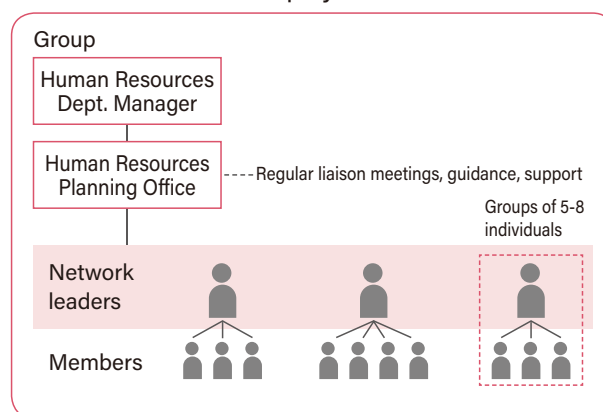 Group
Human Resources
Dept. Manager
Human Resources
Planning Office
Regular liaison meetings, guidance, support
Groups of 5-8
individuals
Network
leaders
Members